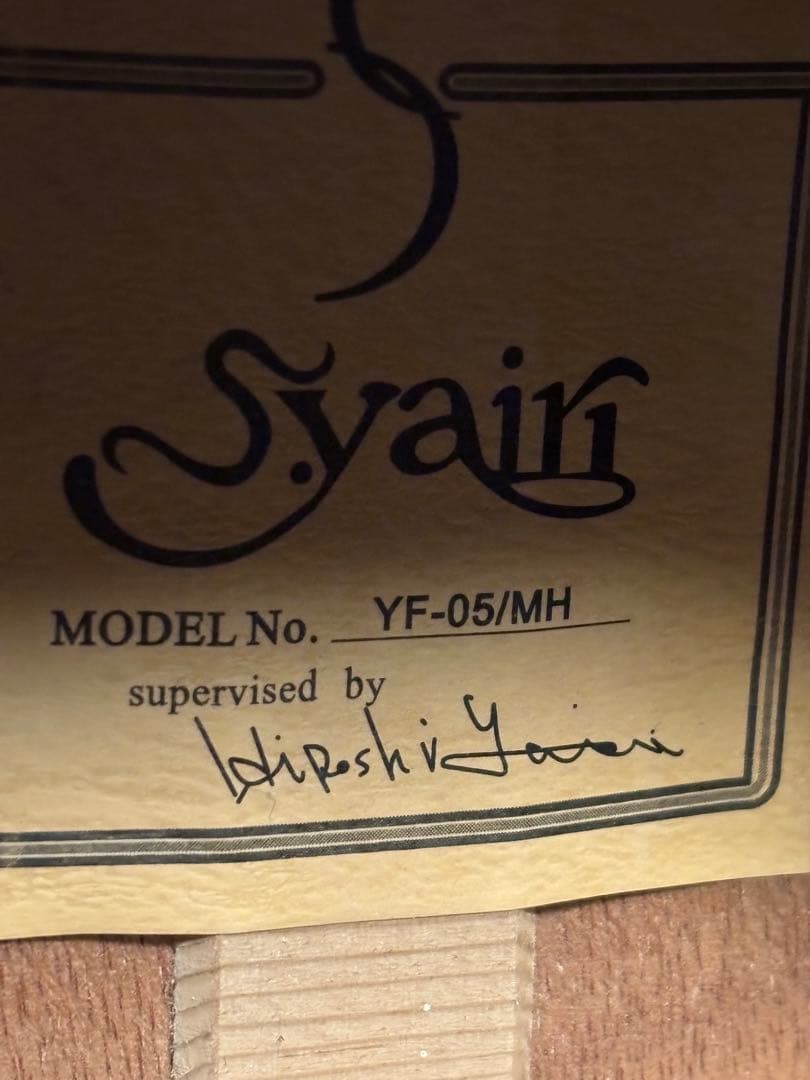 S.yairi
MODEL No. YF-05/MH
supervised by
Hiroshi Yairi